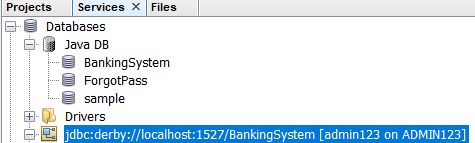 Projects Services Files
Databases
Java DB
BankingSystem
ForgotPass
sample
Drivers
jdbc:derby://localhost:1527/BankingSystem [admin123 on ADMIN123]